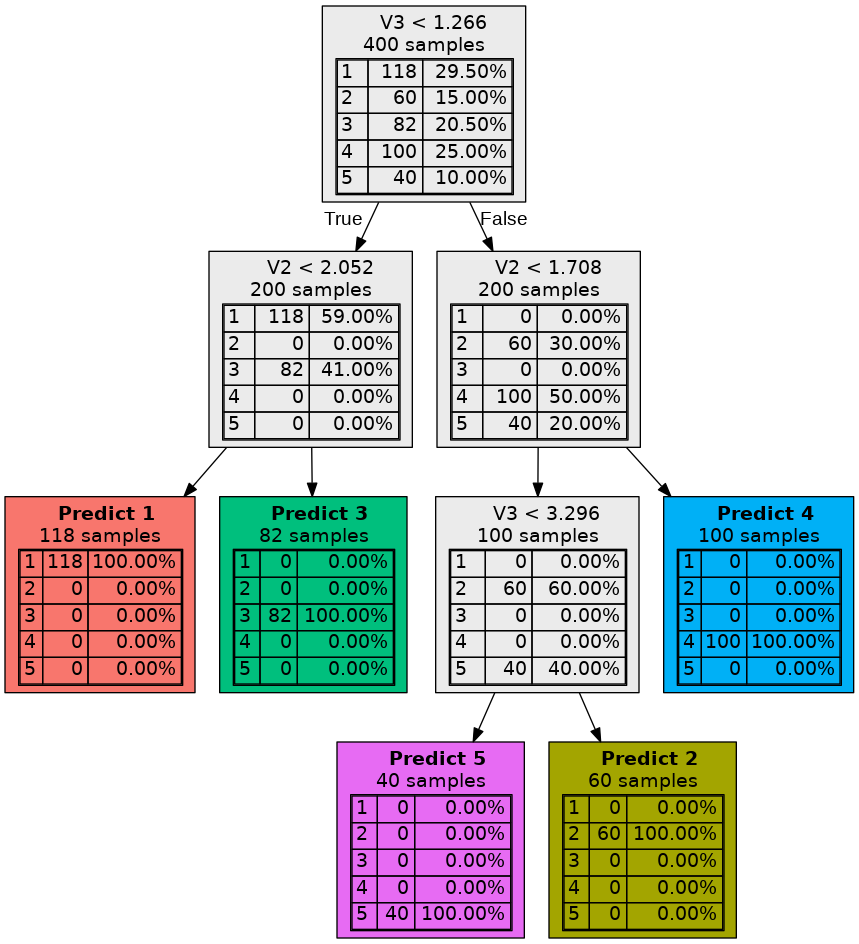 V3 < 1.266
400 samples
1 118 29.50%
2 60 15.00%
3 82 20.50%
4 100 25.00%
5 40 10.00%
True
False
V2 < 2.052
200 samples
1 118 59.00%
2 0 0.00%
3 82 41.00%
4 0 0.00%
5 0 0.00%
V2 < 1.708
200 samples
1 0 0.00%
2 60 30.00%
3 0 0.00%
4 100 50.00%
5 40 20.00%
Predict 1
118 samples
1 118 100.00%
2 0 0.00%
3 0 0.00%
4 0 0.00%
5 0 0.00%
Predict 3
82 samples
1 0 0.00%
2 0 0.00%
3 82 100.00%
4 0 0.00%
5 0 0.00%
V3 < 3.296
100 samples
1 0 0.00%
2 60 60.00%
3 0 0.00%
4 0 0.00%
5 40 40.00%
Predict 4
100 samples
1 0 0.00%
2 0 0.00%
3 0 0.00%
4 100 100.00%
5 0 0.00%
Predict 5
40 samples
1 0 0.00%
2 0 0.00%
3 0 0.00%
4 0 0.00%
5 40 100.00%
Predict 2
60 samples
1 0 0.00%
2 60 100.00%
3 0 0.00%
4 0 0.00%
5 0 0.00%